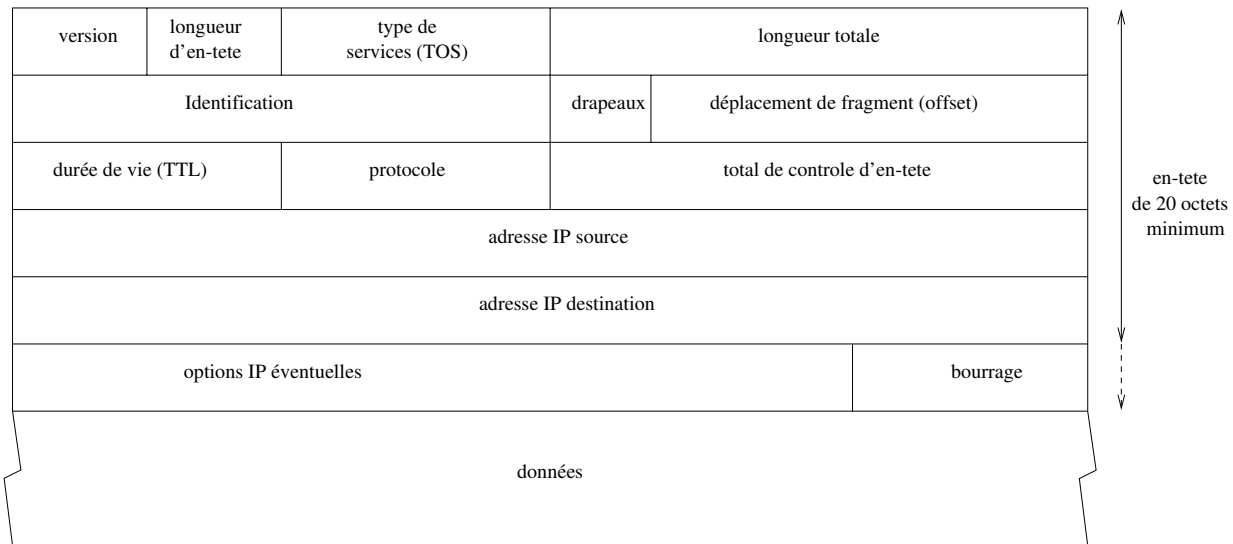 version
longueur
d'en-tete
type de
services (TOS)
longueur totale
Identification
drapeaux
déplacement de fragment (offset)
durée de vie (TTL)
protocole
total de controle d'en-tete
adresse IP source
adresse IP destination
options IP éventuelles
bourrage
données
en-tete
de 20 octets
minimum